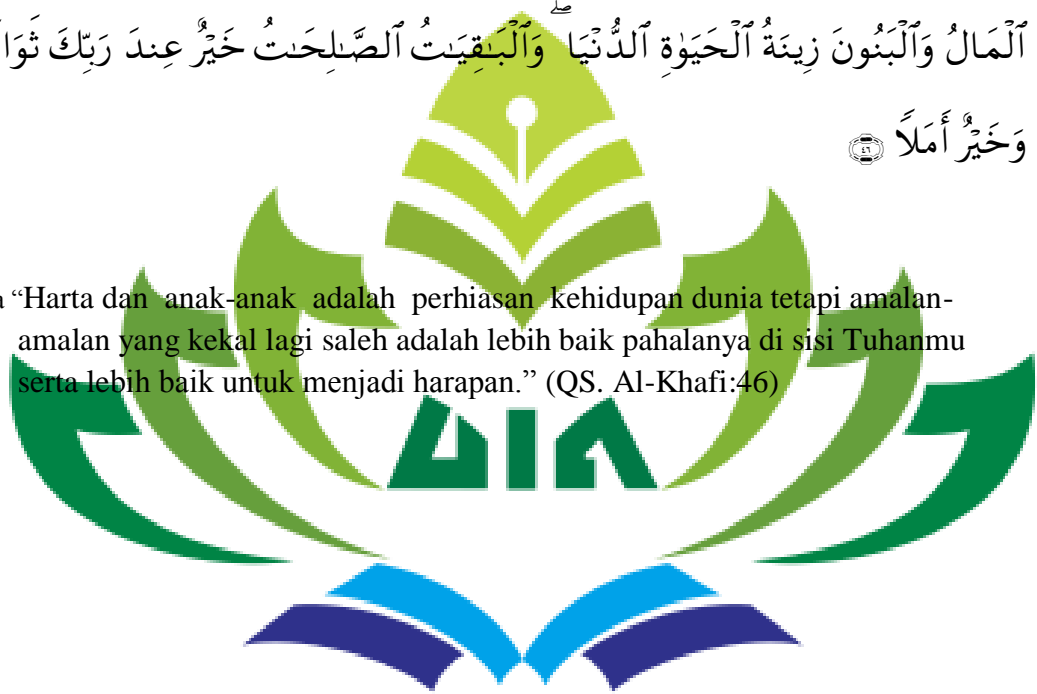 ٱلْمَالُ وَٱلْبَنُونَ زِينَةُ ٱلْحَيَوٰةِ ٱلدُّنْيَا ۖ وَٱلْبَـٰقِيَـٰتُ ٱلصَّـٰلِحَـٰتُ خَيْرٌ عِندَ رَبِّكَ
وَخَيْرٌ أَمَلًا ٤٦
“Harta dan anak-anak adalah perhiasan kehidupan dunia tetapi amalan-
amalan yang kekal lagi saleh adalah lebih baik pahalanya di sisi Tuhanmu
serta lebih baik untuk menjadi harapan.” (QS. Al-Khafi:46)
UIN